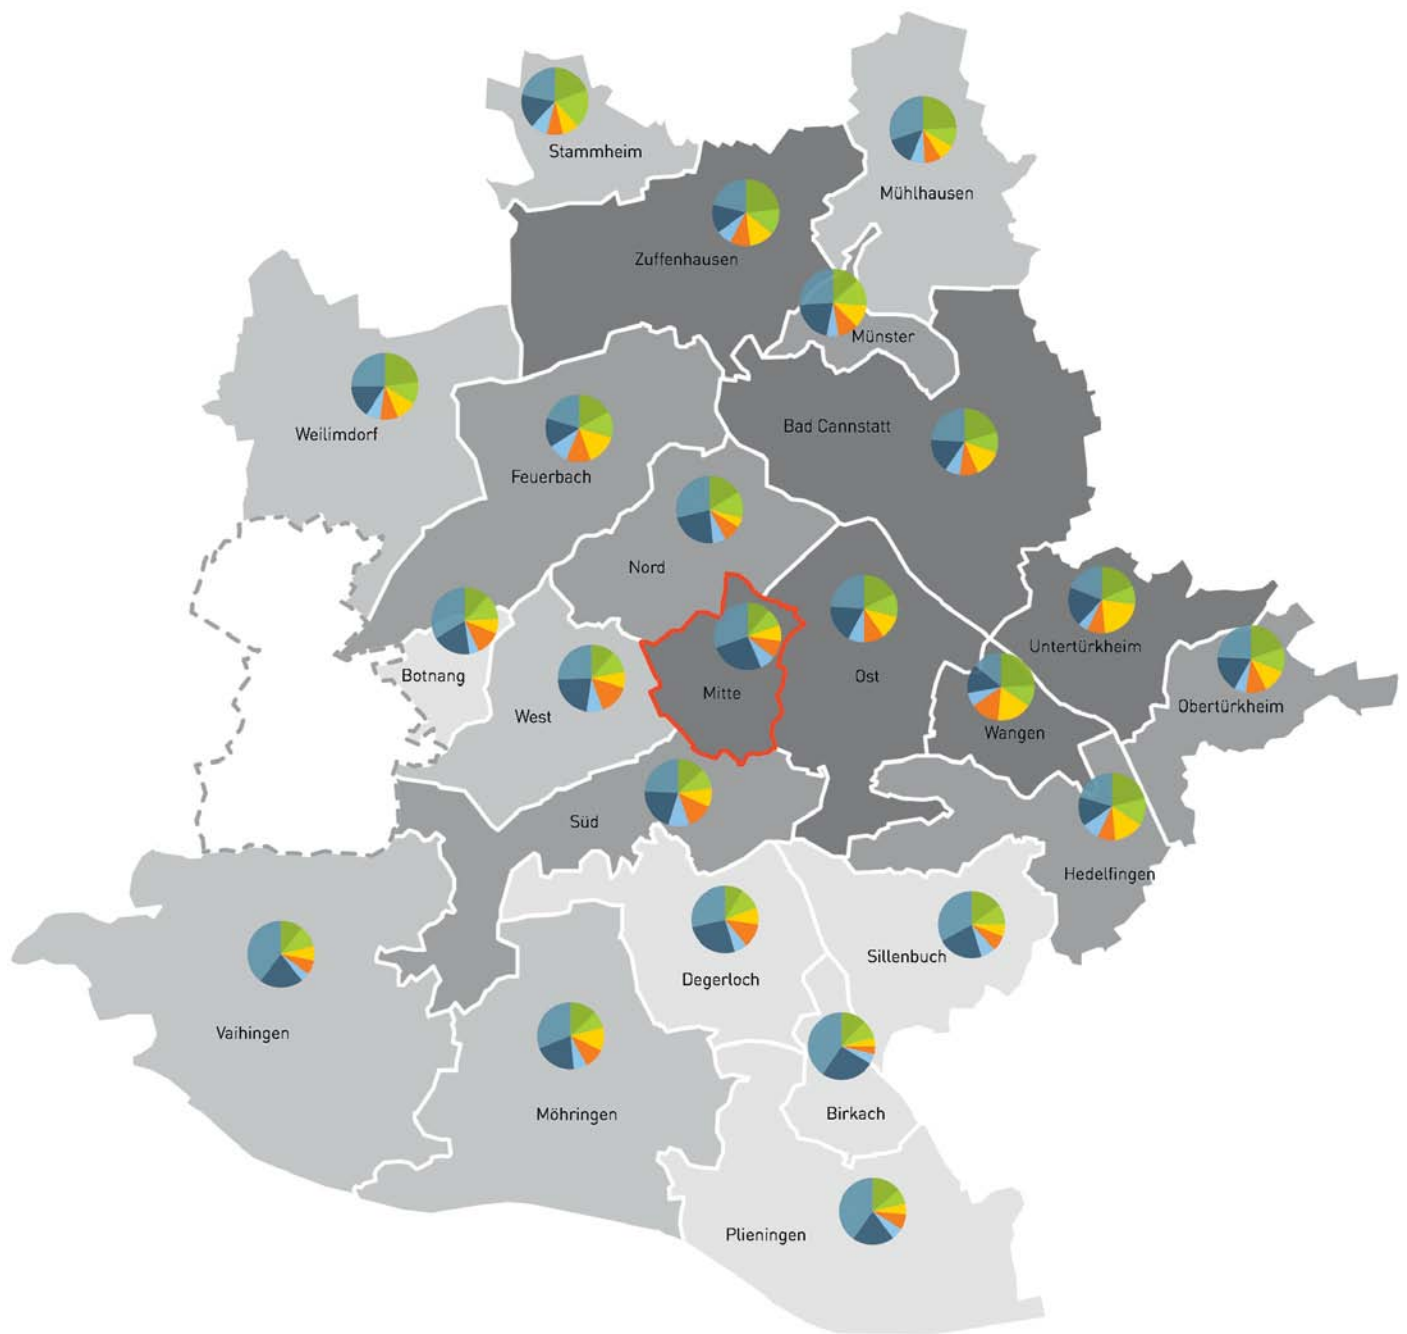 Stammheim
Mühlhausen
Zuffenhausen
Münster
Weilimdorf
Bad Cannstatt
Feuerbach
Nord
Untertürkheim
Botnang
Ost
Mitte
Obertürkheim
West
Wangen
Süd
Hedelfingen
Sillenbuch
Degerloch
Vaihingen
Möhringen
Birkach
Plieningen